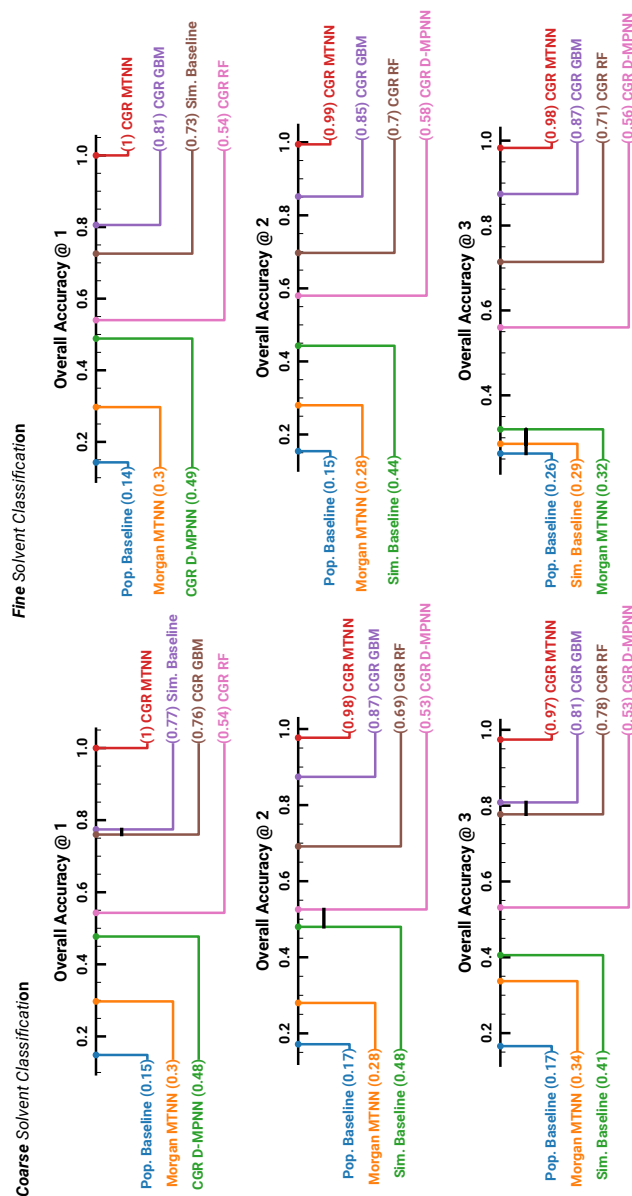 Coarse Solvent Classification
Overall Accuracy @ 1
0.2 0.4 0.6 0.8 1.0
Pop. Baseline (0.15)
Morgan MTNN (0.3)
CGR D-MPNN (0.48)
(1) CGR MTNN
(0.77) Sim. Baseline
(0.76) CGR GBM
(0.54) CGR RF
Overall Accuracy @ 2
0.2 0.4 0.6 0.8 1.0
Pop. Baseline (0.17)
Morgan MTNN (0.28)
Sim. Baseline (0.48)
(0.98) CGR MTNN
(0.87) CGR GBM
(0.69) CGR RF
(0.53) CGR D-MPNN
Overall Accuracy @ 3
0.2 0.4 0.6 0.8 1.0
Pop. Baseline (0.17)
Morgan MTNN (0.34)
Sim. Baseline (0.41)
(0.97) CGR MTNN
(0.81) CGR GBM
(0.78) CGR RF
(0.53) CGR D-MPNN
Fine Solvent Classification
Overall Accuracy @ 1
0.2 0.4 0.6 0.8 1.0
Pop. Baseline (0.14)
Morgan MTNN (0.3)
CGR D-MPNN (0.49)
(1) CGR MTNN
(0.81) CGR GBM
(0.73) Sim. Baseline
(0.54) CGR RF
Overall Accuracy @ 2
0.2 0.4 0.6 0.8 1.0
Pop. Baseline (0.15)
Morgan MTNN (0.28)
Sim. Baseline (0.44)
(0.99) CGR MTNN
(0.85) CGR GBM
(0.7) CGR RF
(0.58) CGR D-MPNN
Overall Accuracy @ 3
0.4 0.6 0.8 1.0
Pop. Baseline (0.26)
Sim. Baseline (0.29)
Morgan MTNN (0.32)
(0.98) CGR MTNN
(0.87) CGR GBM
(0.71) CGR RF
(0.56) CGR D-MPNN